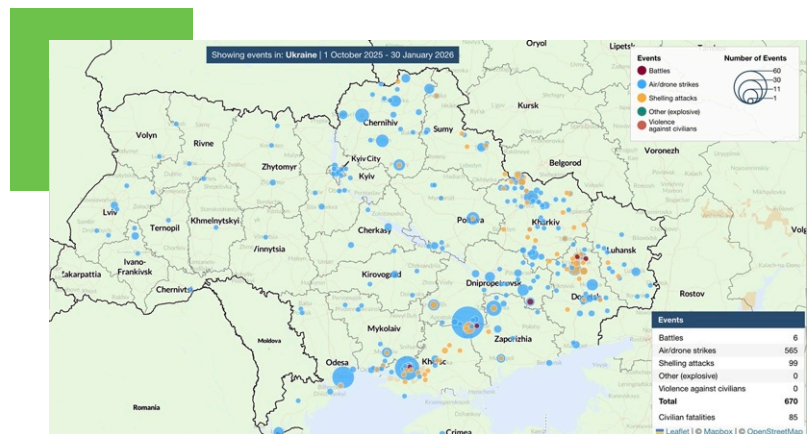 Showing events in: Ukraine | 1 October 2025 - 30 January 2026
Oryol
Lipetsk
Events
Battles
Air/drone strikes
Shelling attacks
Other (explosive)
Violence
against civilians
Number of Events
60
30
11
1
Kursk
Chernihiv
Sumy
Volyn
Rivne
Voronezh
Kyiv City
Belgorod
Zhytomyr
Kyiv
Lviv
Ternopil
Khmelnytskyi
Poltava
Kharkiv
Cherkasy
Vinnytsia
Luhansk
Ivano-
Frankivsk
Zakarpattia
Kirovograd
Chernivtsi
Dnipropetrovsk
Rostov
Mykolaiv
Zaporizhia
Moldova
Odesa
Romania
Crimea
Events
Battles 6
Air/drone strikes 565
Shelling attacks 99
Other (explosive) 0
Violence against civilians 0
Total 670
Civilian fatalities 85
Leaflet | © Mapbox | © OpenStreetMap